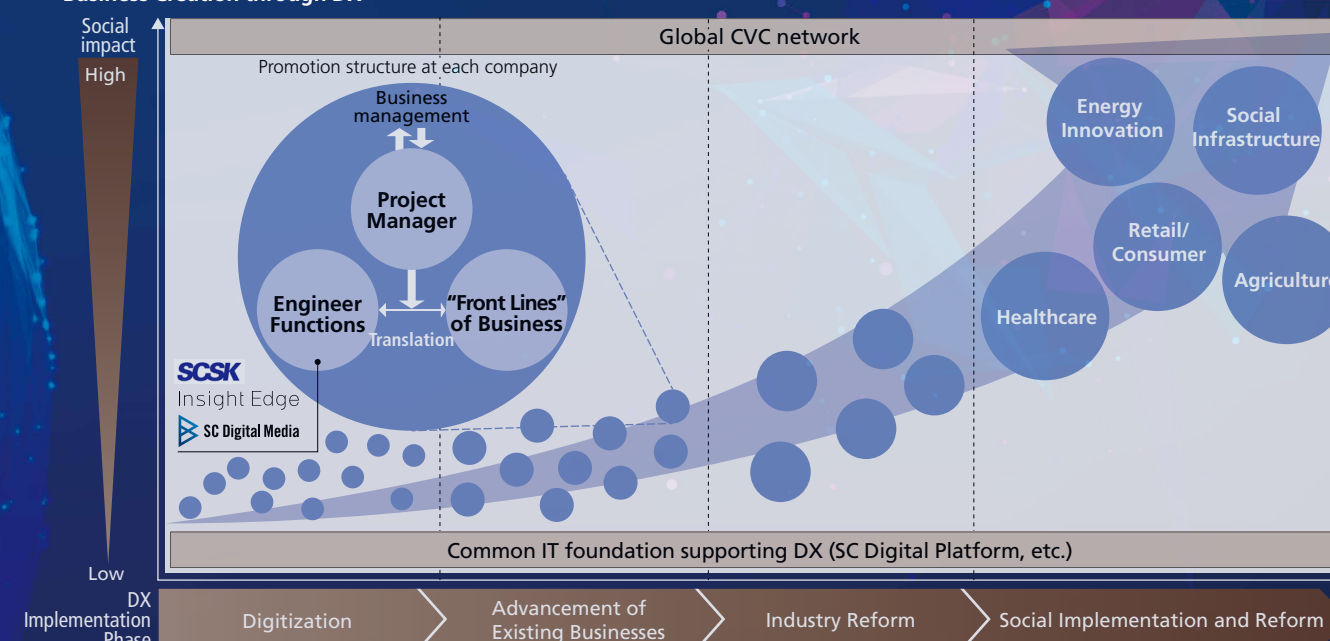 Social
impact
High
Low
Global CVC network
Promotion structure at each company
Business
management
Project
Manager
Engineer
Functions
“Front Lines”
of Business
Translation
SCSK
Insight Edge
SC Digital Media
Energy
Innovation
Social
Infrastructure
Retail/
Consumer
Agriculture
Healthcare
Common IT foundation supporting DX (SC Digital Platform, etc.)
DX
Implementation
Phase
Digitization
Advancement of
Existing Businesses
Industry Reform
Social Implementation and Reform